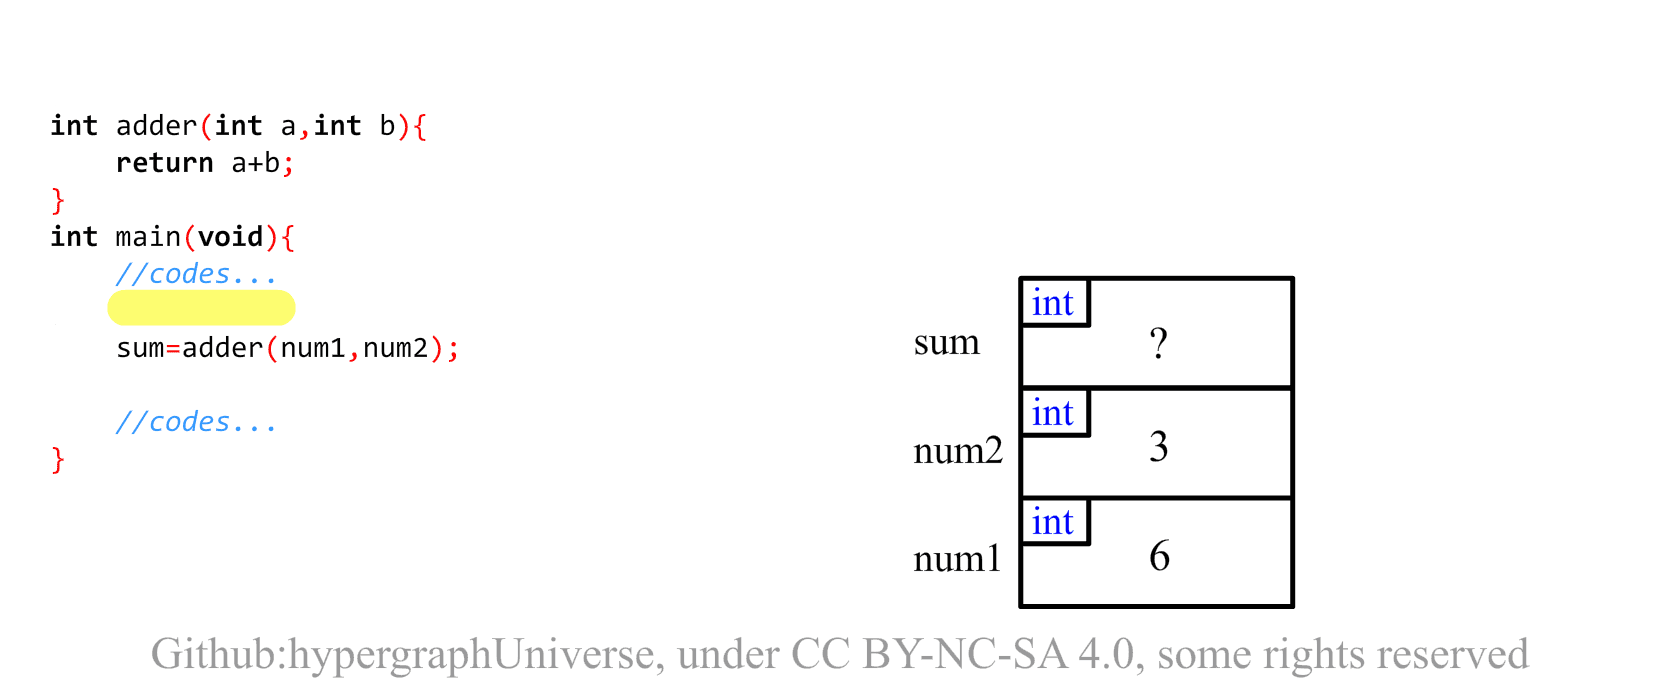 int adder(int a,int b){
    return a+b;
}
int main(void){
    //codes...
    sum=adder(num1,num2);
    //codes...
}
int
sum
?
int
num2
3
int
num1
6
Github:hypergraphUniverse, under CC BY-NC-SA 4.0, some rights reserved